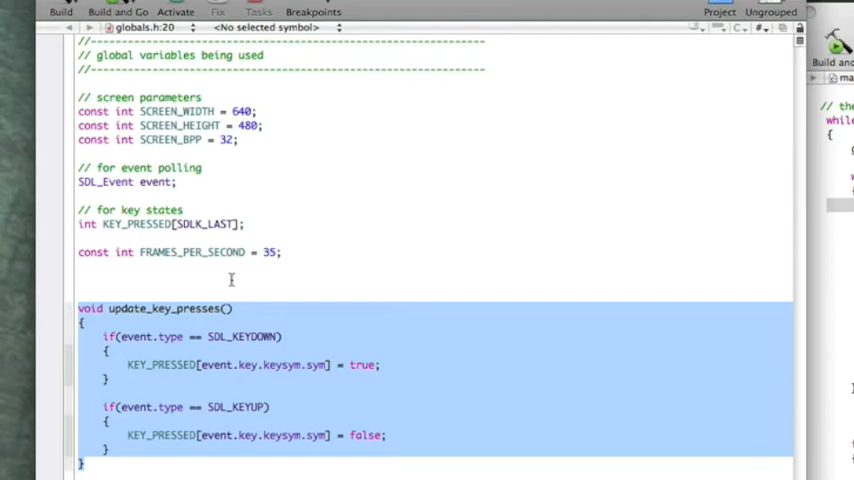 Build Build and Go Activate Fix Tasks Breakpoints Project Ungrouped
globals.h:20 <No selected symbol> C #
//----------------------------------------------------------------
// global variables being used
//----------------------------------------------------------------
// screen parameters
const int SCREEN_WIDTH = 640;
const int SCREEN_HEIGHT = 480;
const int SCREEN_BPP = 32;
// for event polling
SDL_Event event;
// for key states
int KEY_PRESSED[SDLK_LAST];
const int FRAMES_PER_SECOND = 35;
void update_key_presses()
{
if(event.type == SDL_KEYDOWN)
{
KEY_PRESSED[event.key.keysym.sym] = true;
}
if(event.type == SDL_KEYUP)
{
KEY_PRESSED[event.key.keysym.sym] = false;
}
}
Build and
ma
// the
while
{